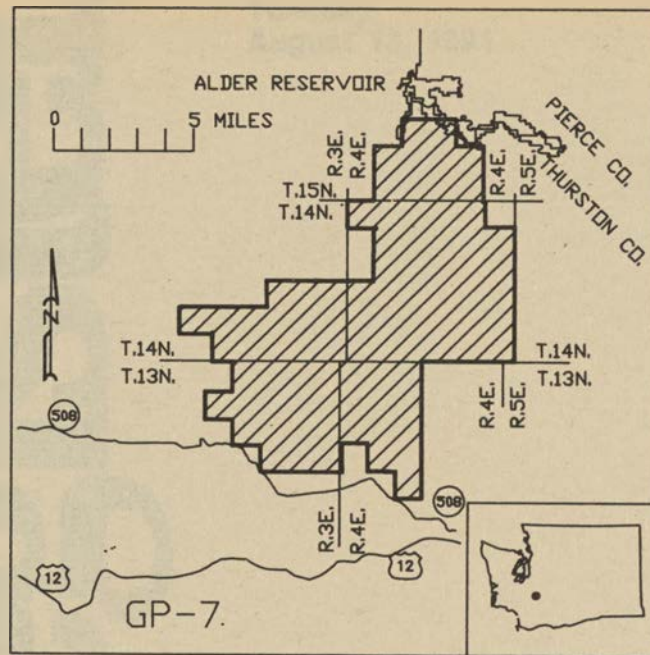 ALDER RESERVOIR
0 5 MILES
PIERCE CO.
THURSTON CO.
R.3E.
R.4E.
R.4E.
R.5E.
T.15N.
T.14N.
N
T.14N.
T.13N.
T.14N.
T.13N.
R.4E.
R.5E.
508
508
R.3E.
R.4E.
12
12
GP-7.